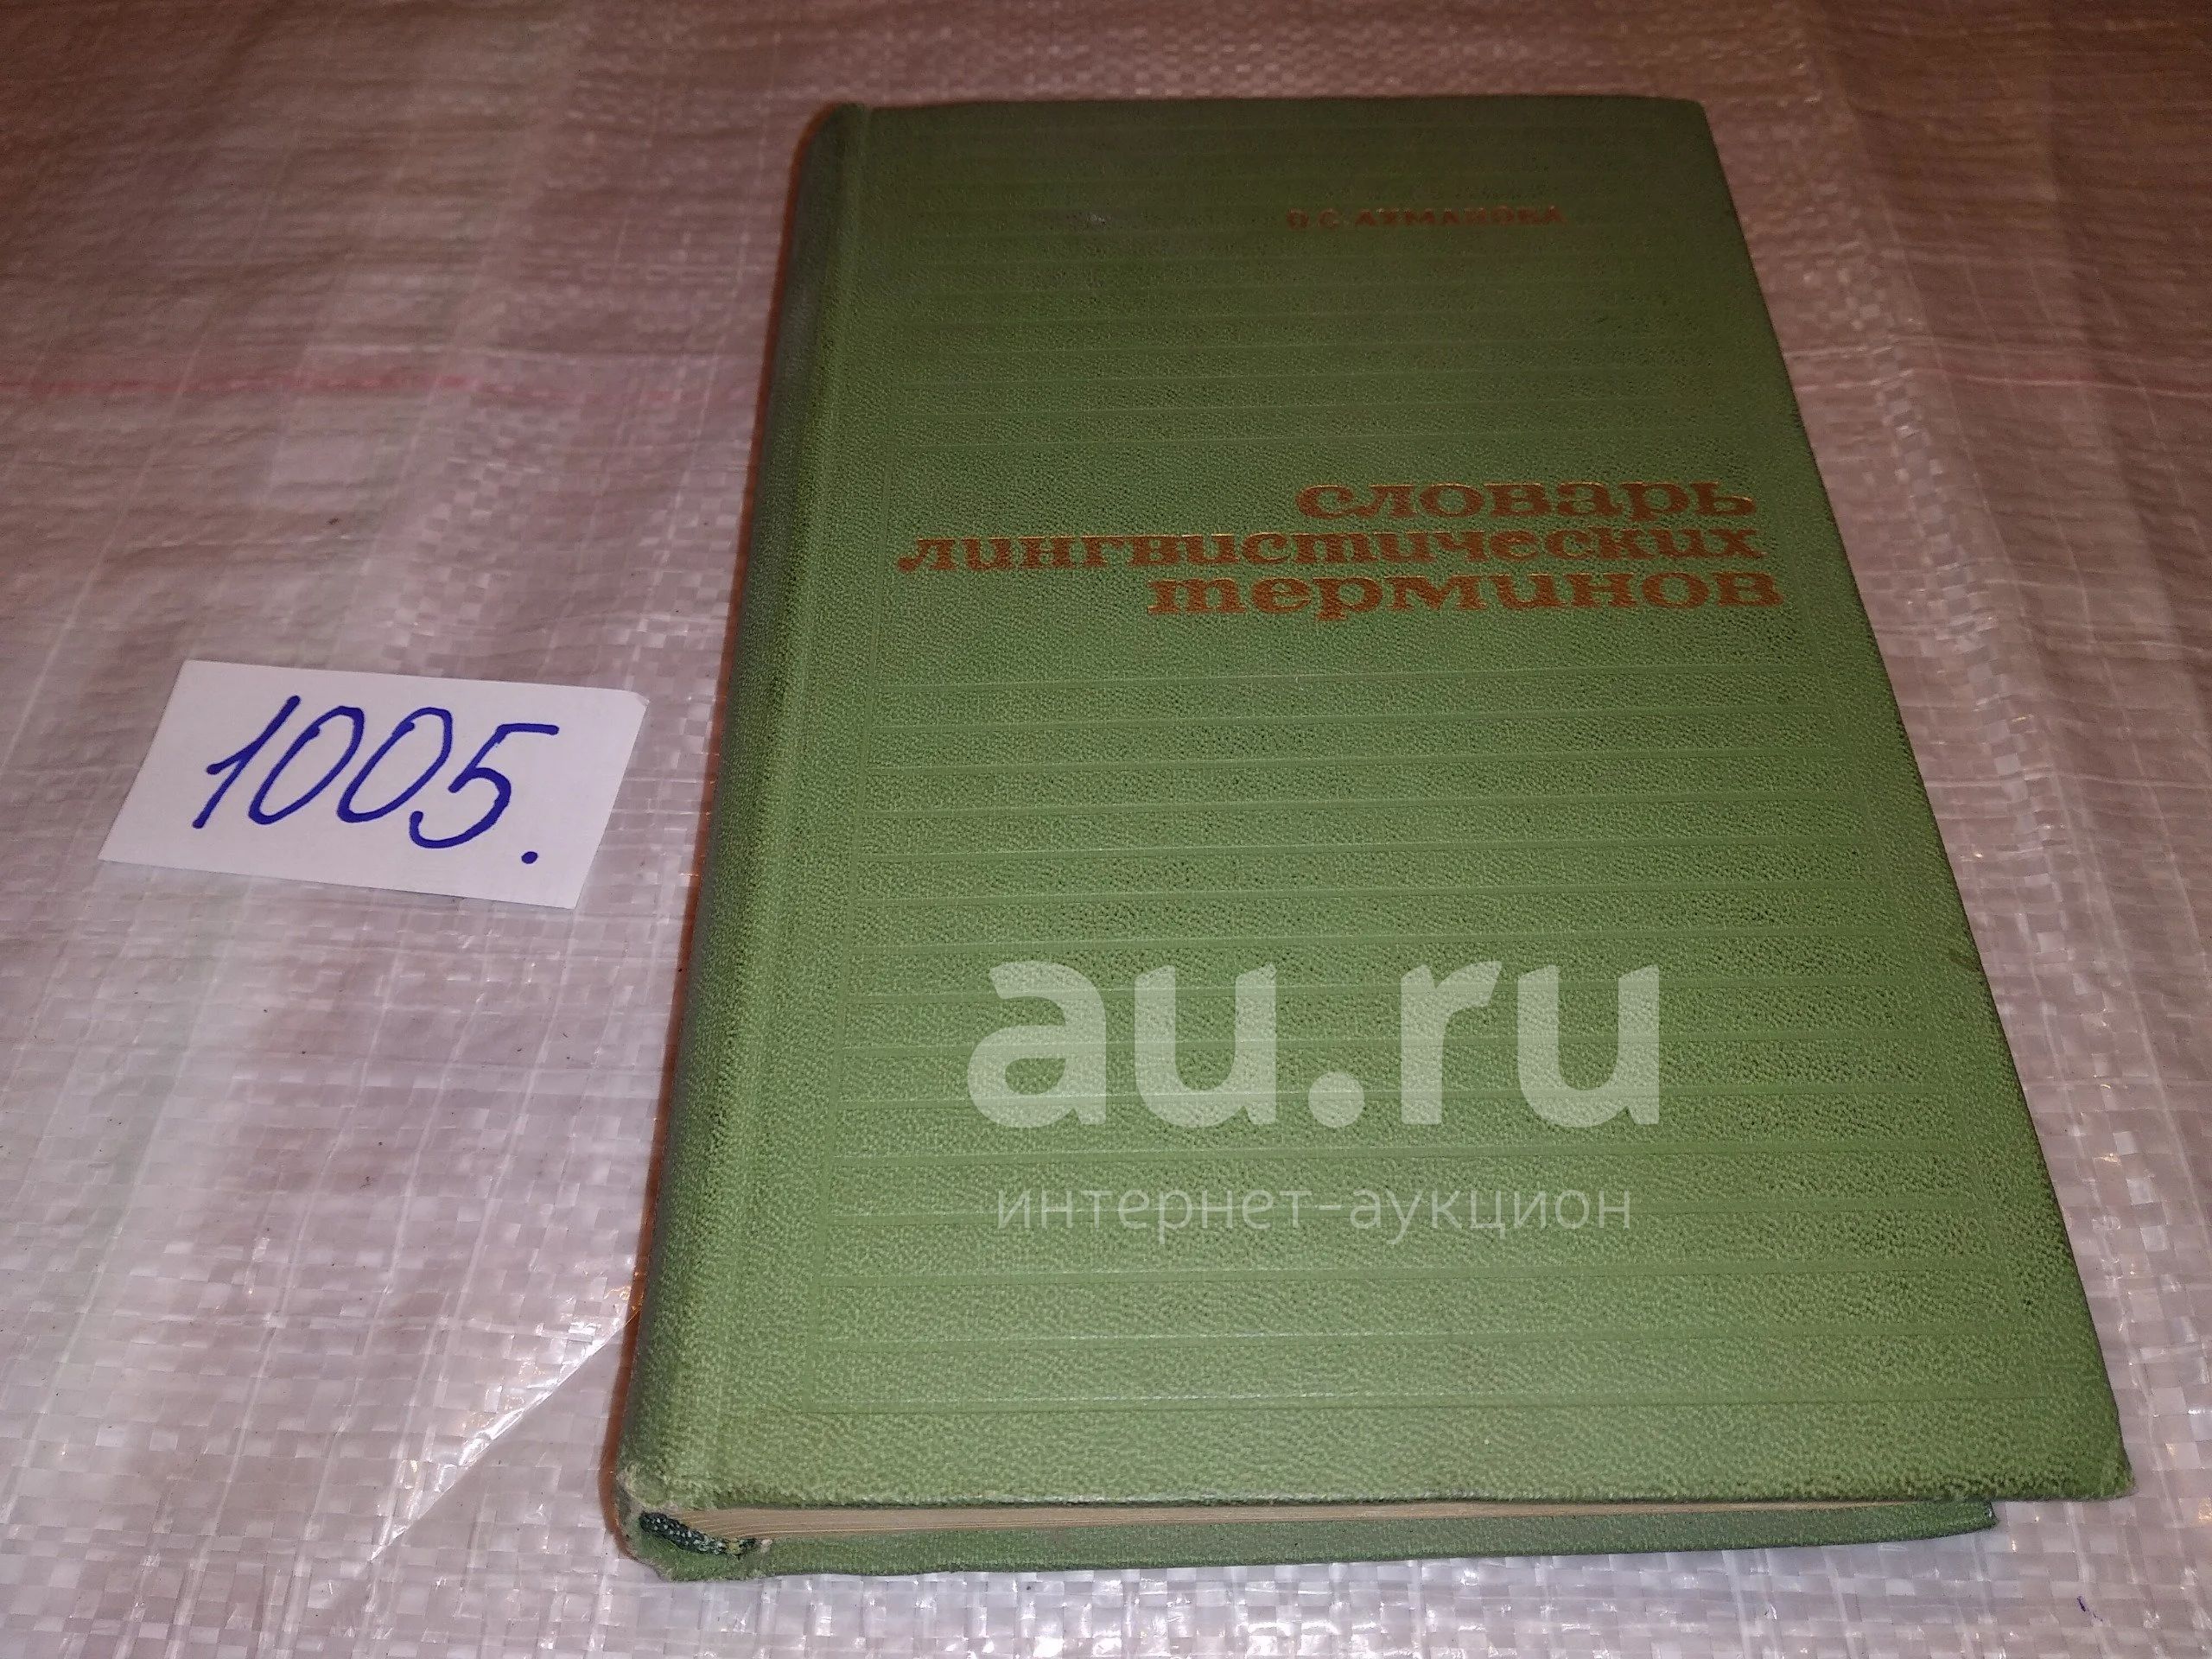 О. С. АХМАНОВА
словарь
лингвистических
терминов
1005.
au.ru
интернет-аукцион